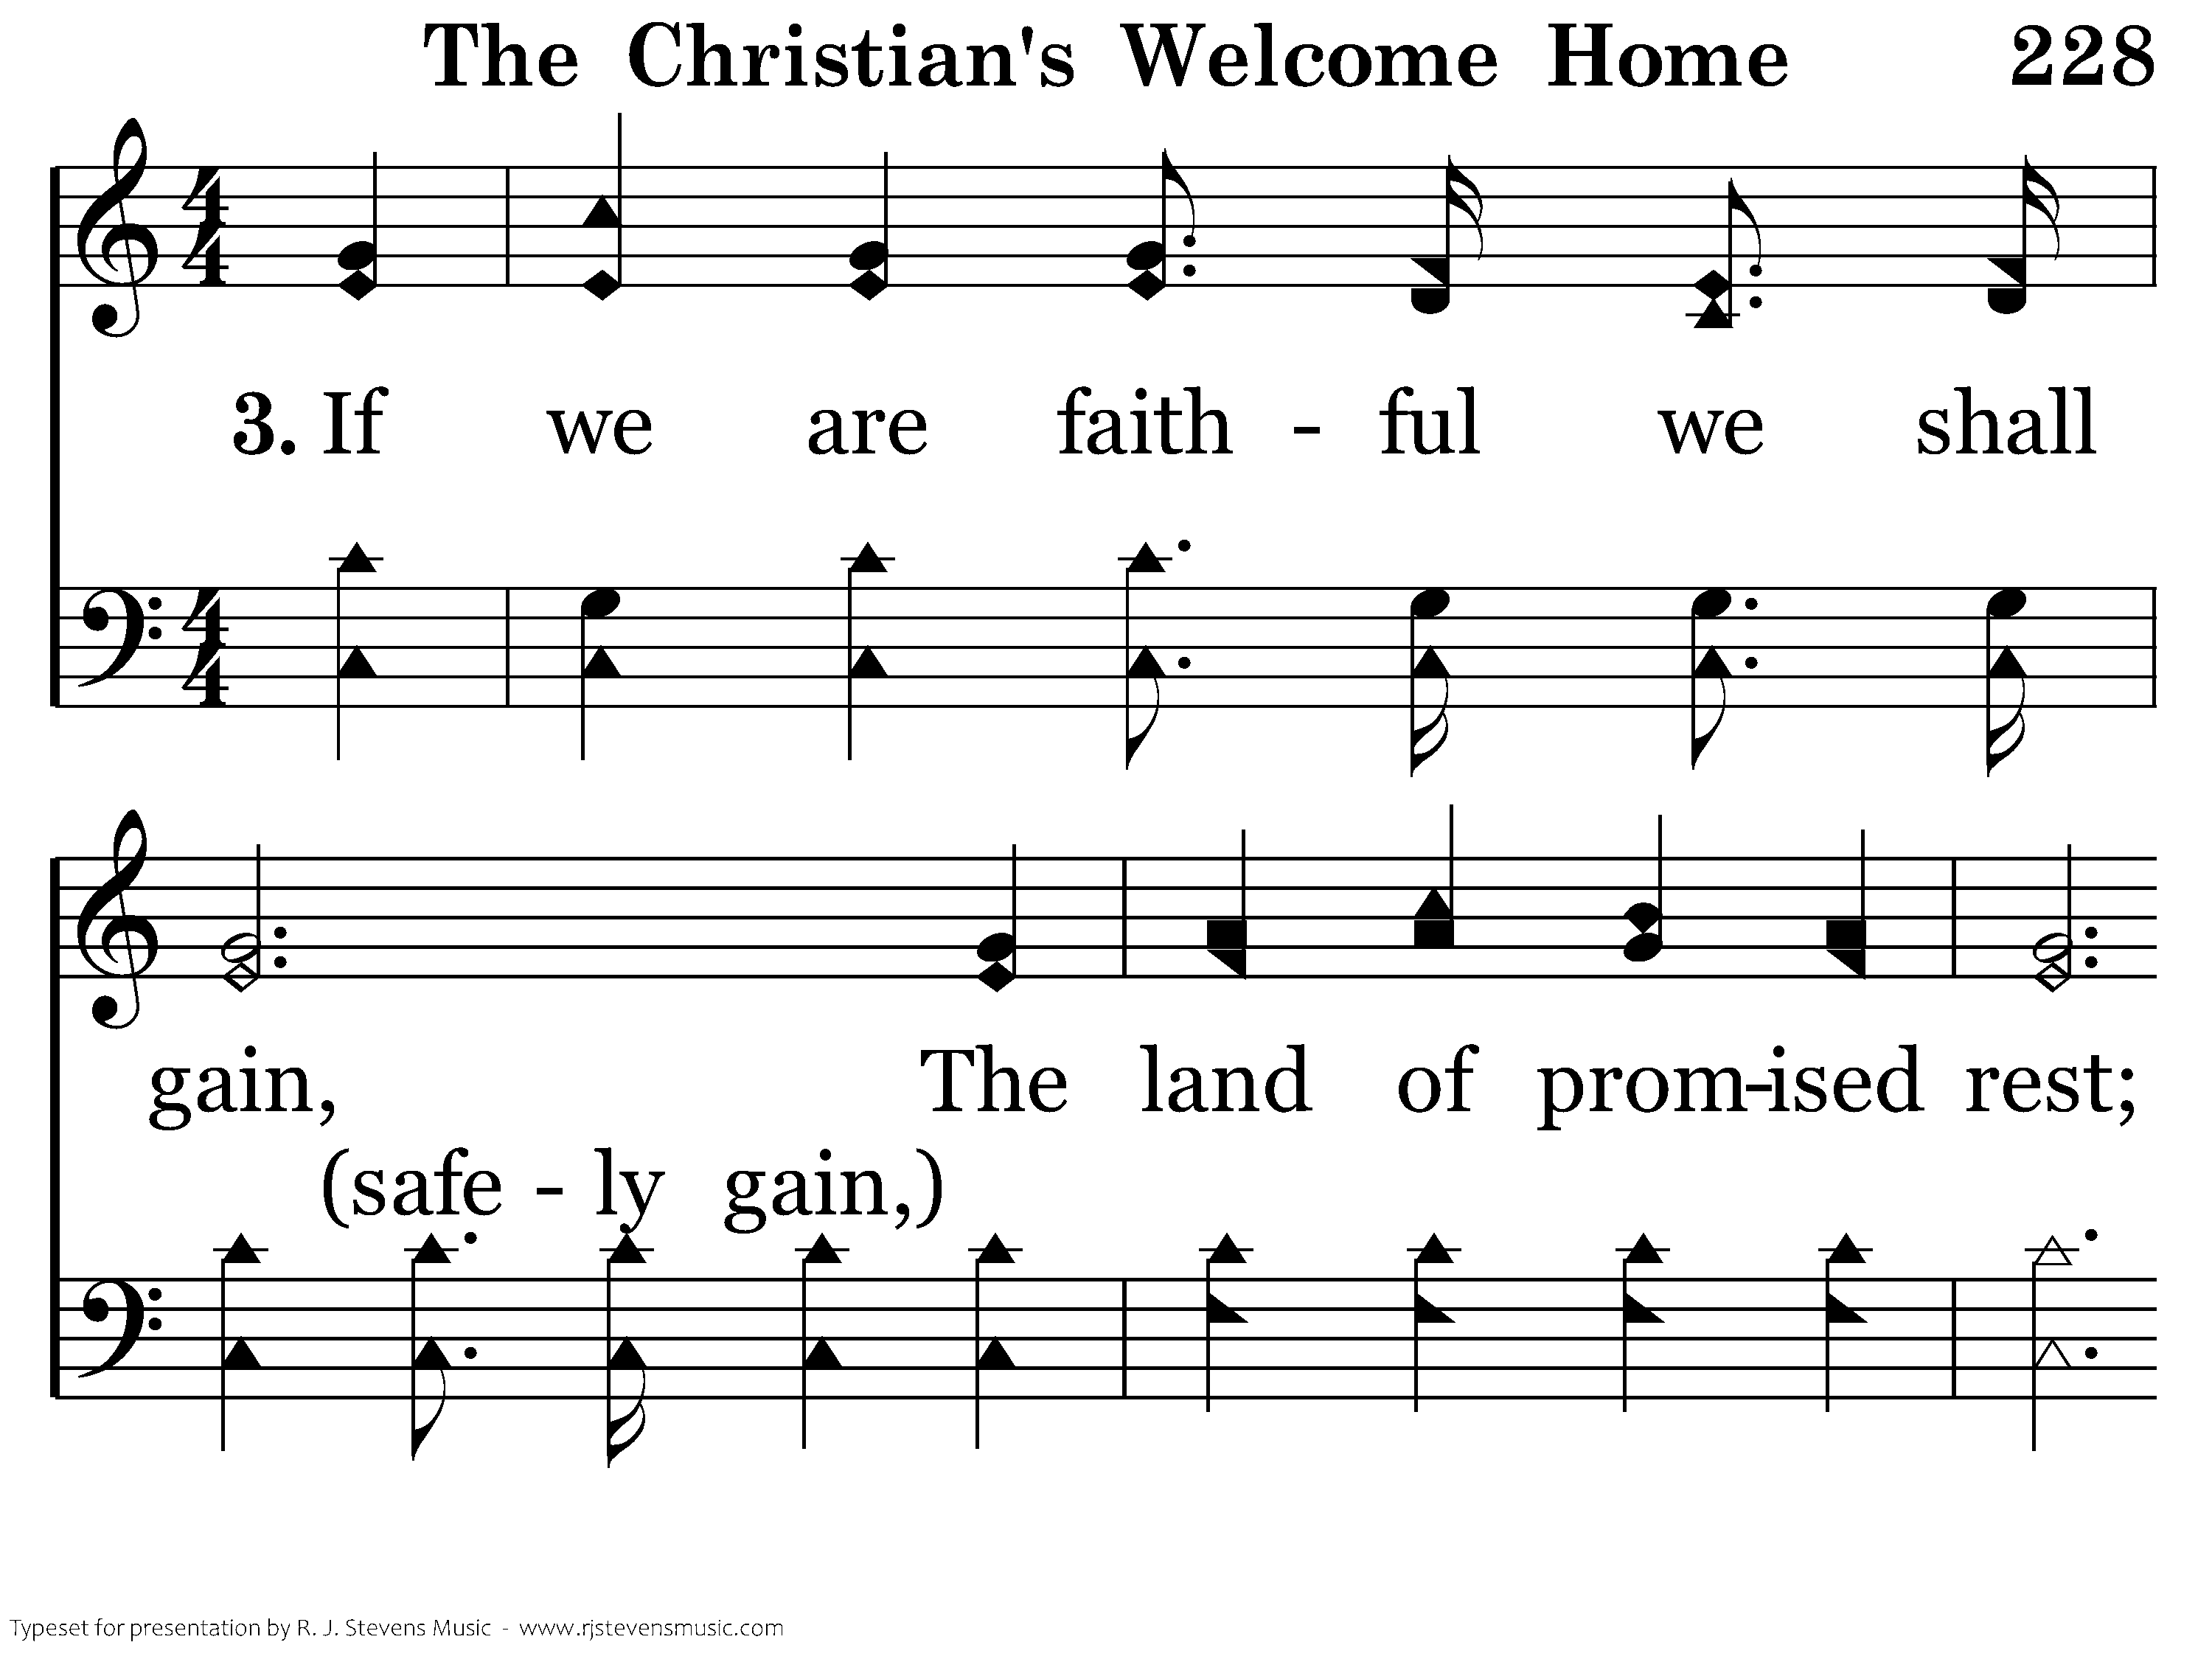 The Christian's Welcome Home 228
3. If we are faith - ful we shall
gain, The land of prom-ised rest;
(safe - ly gain,)
Typeset for presentation by R. J. Stevens Music - www.rjstevensmusic.com